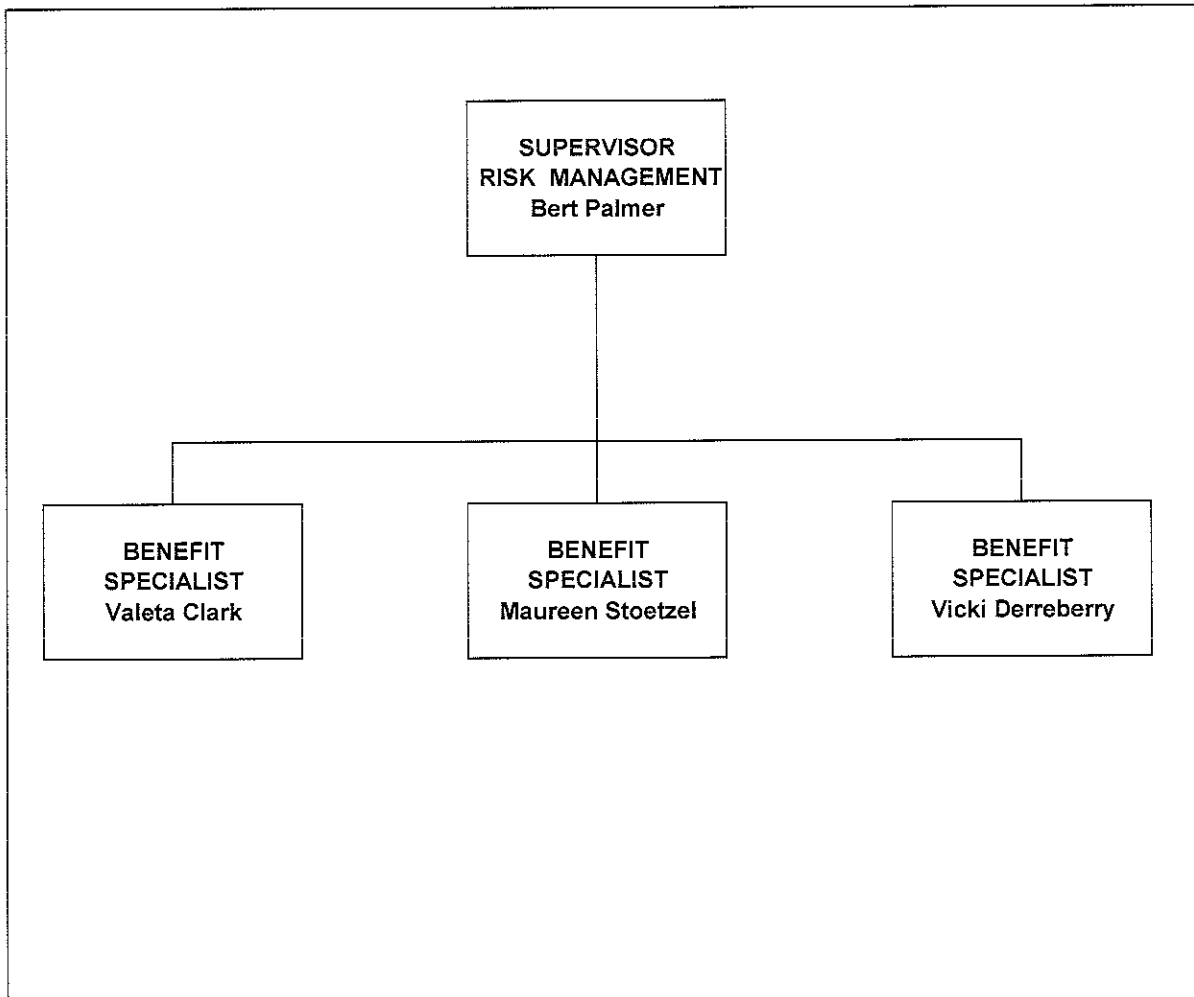 SUPERVISOR
RISK MANAGEMENT
Bert Palmer
BENEFIT
SPECIALIST
Valeta Clark
BENEFIT
SPECIALIST
Maureen Stoetzel
BENEFIT
SPECIALIST
Vicki Derreberry